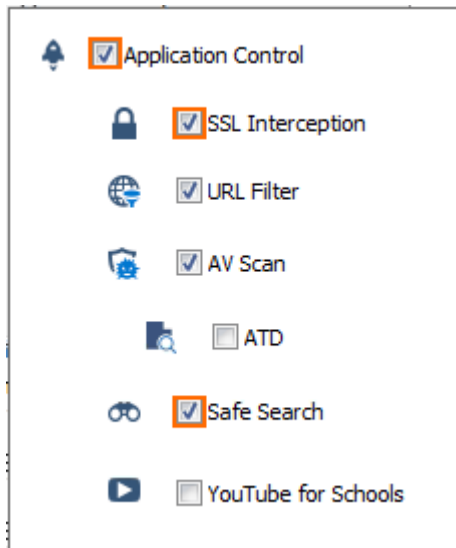 Application Control
SSL Interception
URL Filter
AV Scan
ATD
Safe Search
YouTube for Schools